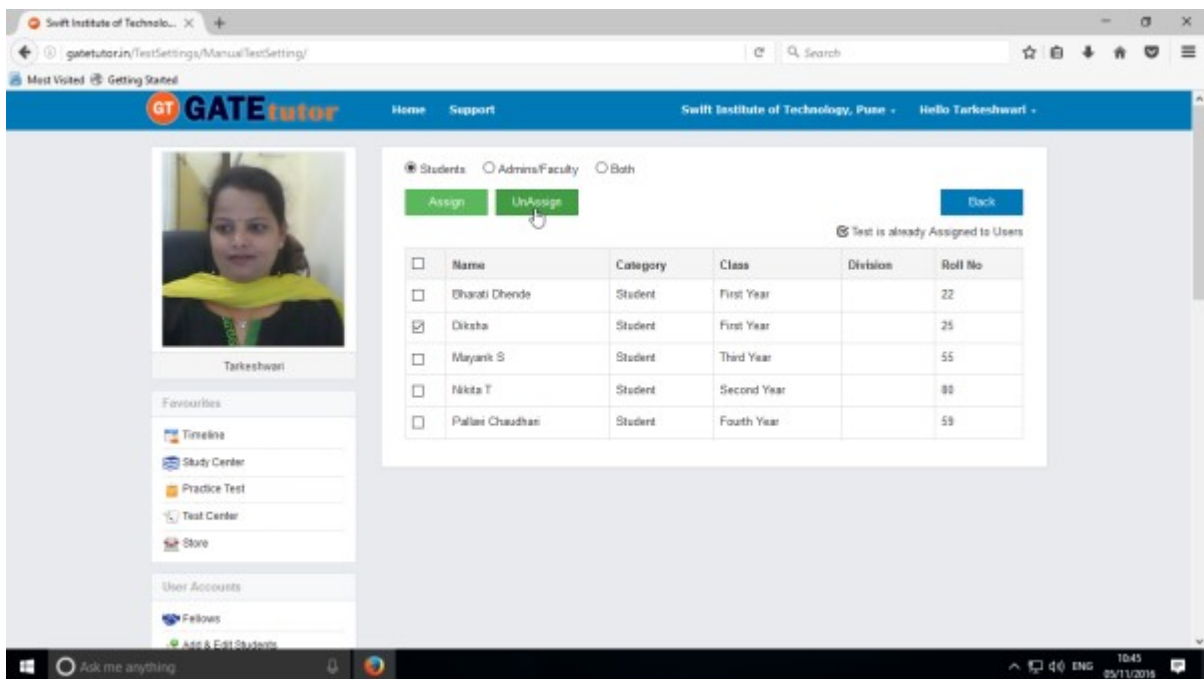 Swift Institute of Technolo...
gatetutor.in/TestSettings/ManualTestSetting/
Search
Most Visited Getting Started
GT GATEtutor Home Support Swift Institute of Technology, Pune Hello Tarkeshwari
Students Admins/Faculty Both
Assign UnAssign Back
Test is already Assigned to Users
Name Category Class Division Roll No
Bharati Dhende Student First Year 22
Diksha Student First Year 25
Mayank S Student Third Year 55
Nikita T Student Second Year 80
Pallavi Chaudhari Student Fourth Year 59
Tarkeshwari
Favourites
Timeline
Study Center
Practice Test
Test Center
Store
User Accounts
Fellows
Add & Edit Students
Ask me anything
ENG
10:45
05/11/2016